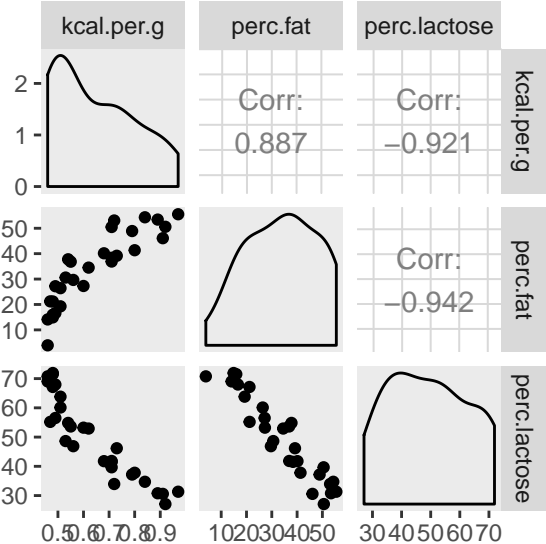 kcal.per.g perc.fat perc.lactose
2
1
0
Corr:
0.887
Corr:
−0.921
kcal.per.g
50
40
30
20
10
Corr:
−0.942
perc.fat
70
60
50
40
30
perc.lactose
0.5 0.6 0.7 0.8 0.9 10 20 30 40 50 30 40 50 60 70